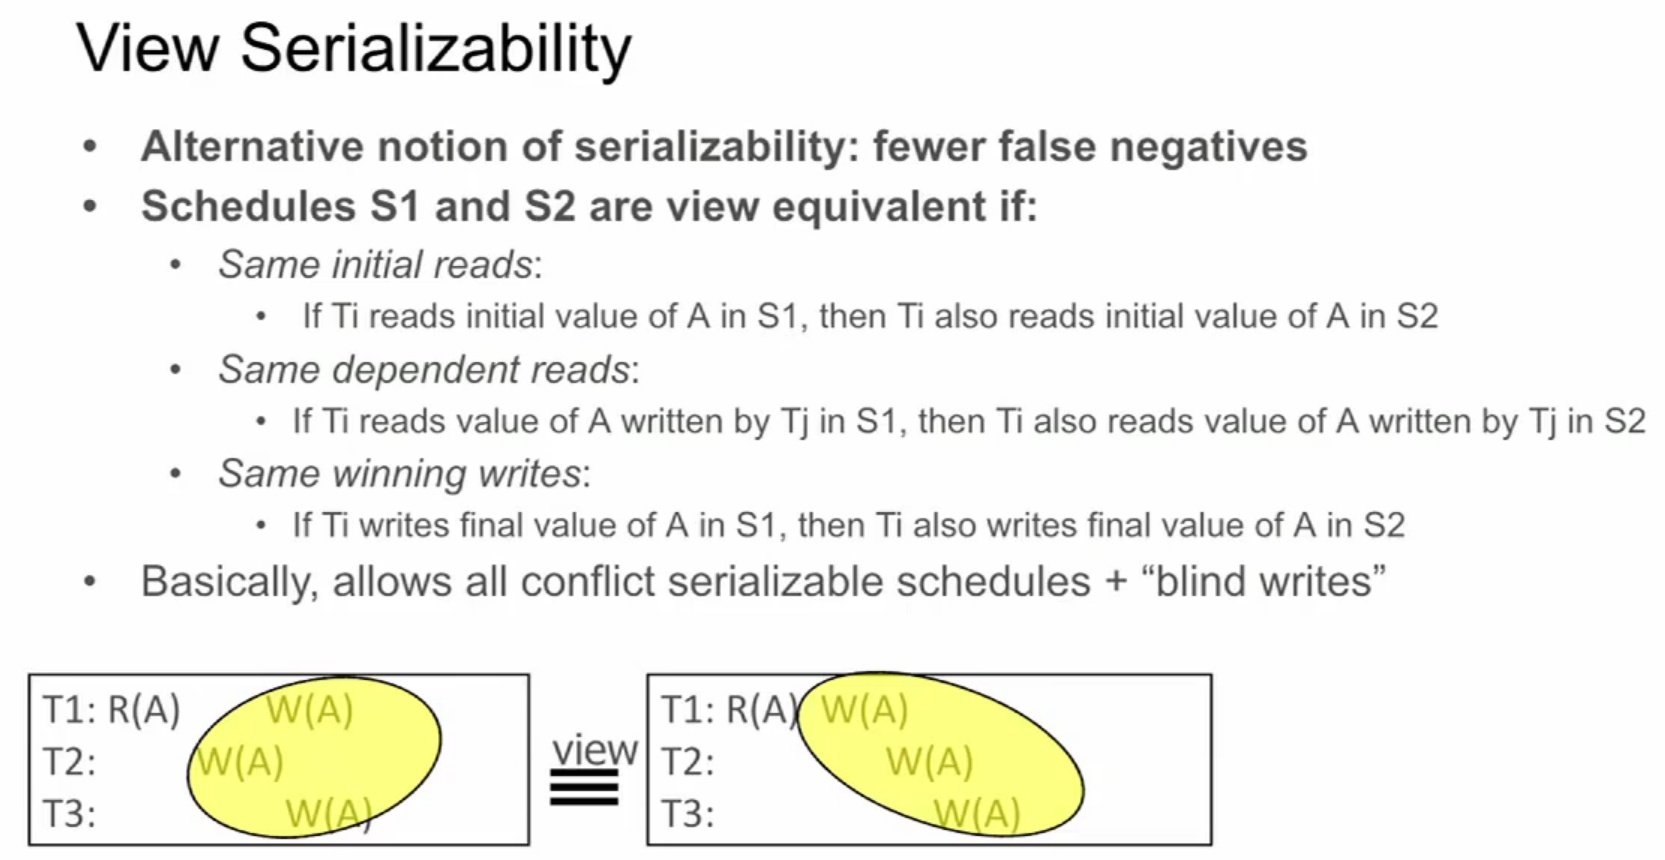 View Serializability
• Alternative notion of serializability: fewer false negatives
• Schedules S1 and S2 are view equivalent if:
• Same initial reads:
• If Ti reads initial value of A in S1, then Ti also reads initial value of A in S2
• Same dependent reads:
• If Ti reads value of A written by Tj in S1, then Ti also reads value of A written by Tj in S2
• Same winning writes:
• If Ti writes final value of A in S1, then Ti also writes final value of A in S2
• Basically, allows all conflict serializable schedules + “blind writes”
T1: R(A) W(A)
T2: W(A)
T3: W(A)
view
T1: R(A) W(A)
T2: W(A)
T3: W(A)